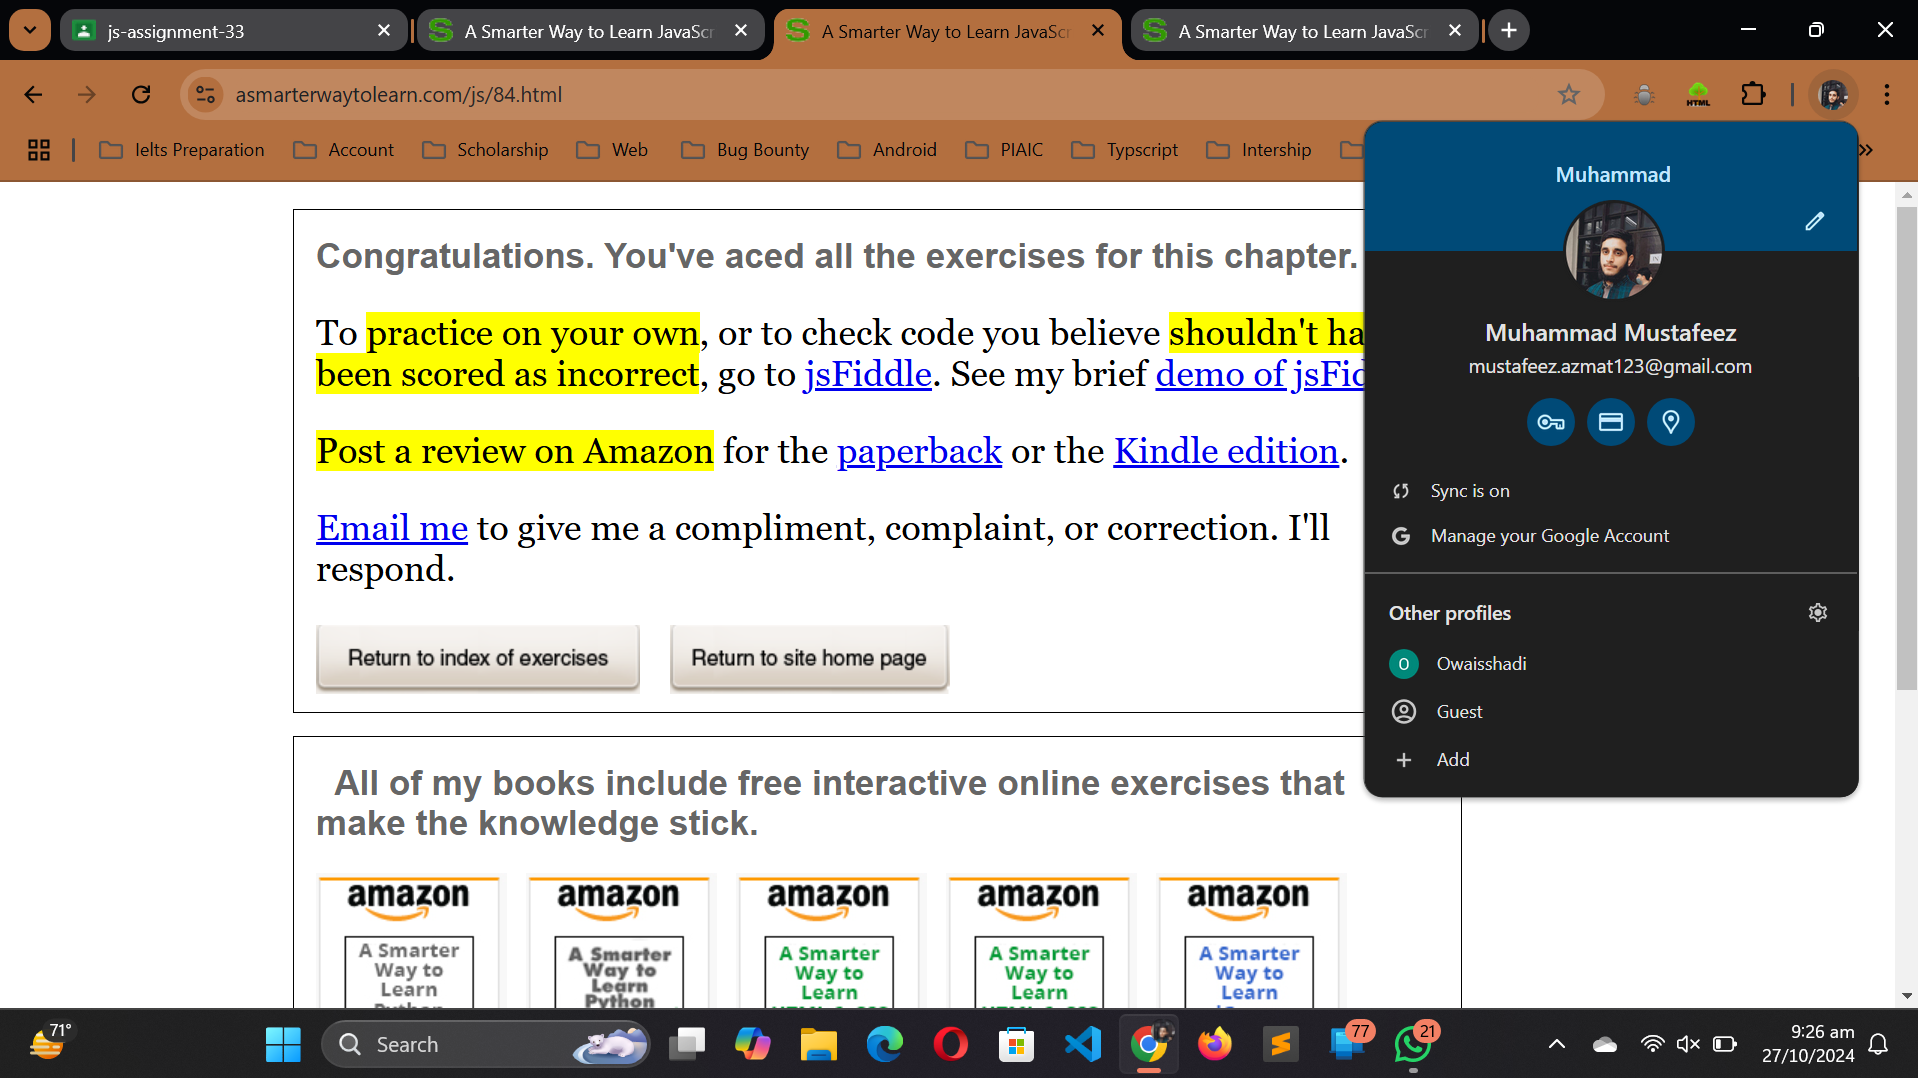 js-assignment-33
A Smarter Way to Learn JavaScr
A Smarter Way to Learn JavaScr
A Smarter Way to Learn JavaScr
asmarterwaytolearn.com/js/84.html
HTML
Ielts Preparation
Account
Scholarship
Web
Bug Bounty
Android
PIAIC
Typscript
Intership
Congratulations. You've aced all the exercises for this chapter.
To practice on your own, or to check code you believe shouldn't ha
been scored as incorrect, go to jsFiddle. See my brief demo of jsFid
Post a review on Amazon for the paperback or the Kindle edition.
Email me to give me a compliment, complaint, or correction. I'll
respond.
Return to index of exercises
Return to site home page
Muhammad
Muhammad Mustafeez
mustafeez.azmat123@gmail.com
Sync is on
Manage your Google Account
Other profiles
O Owaisshadi
Guest
Add
All of my books include free interactive online exercises that
make the knowledge stick.
amazon
A Smarter
Way to
Learn
Python
amazon
A Smarter
Way to
Learn
Python
amazon
A Smarter
Way to
Learn
HTML & CSS
amazon
A Smarter
Way to
Learn
HTML & CSS
amazon
A Smarter
Way to
Learn
71°
Search
77
21
9:26 am
27/10/2024